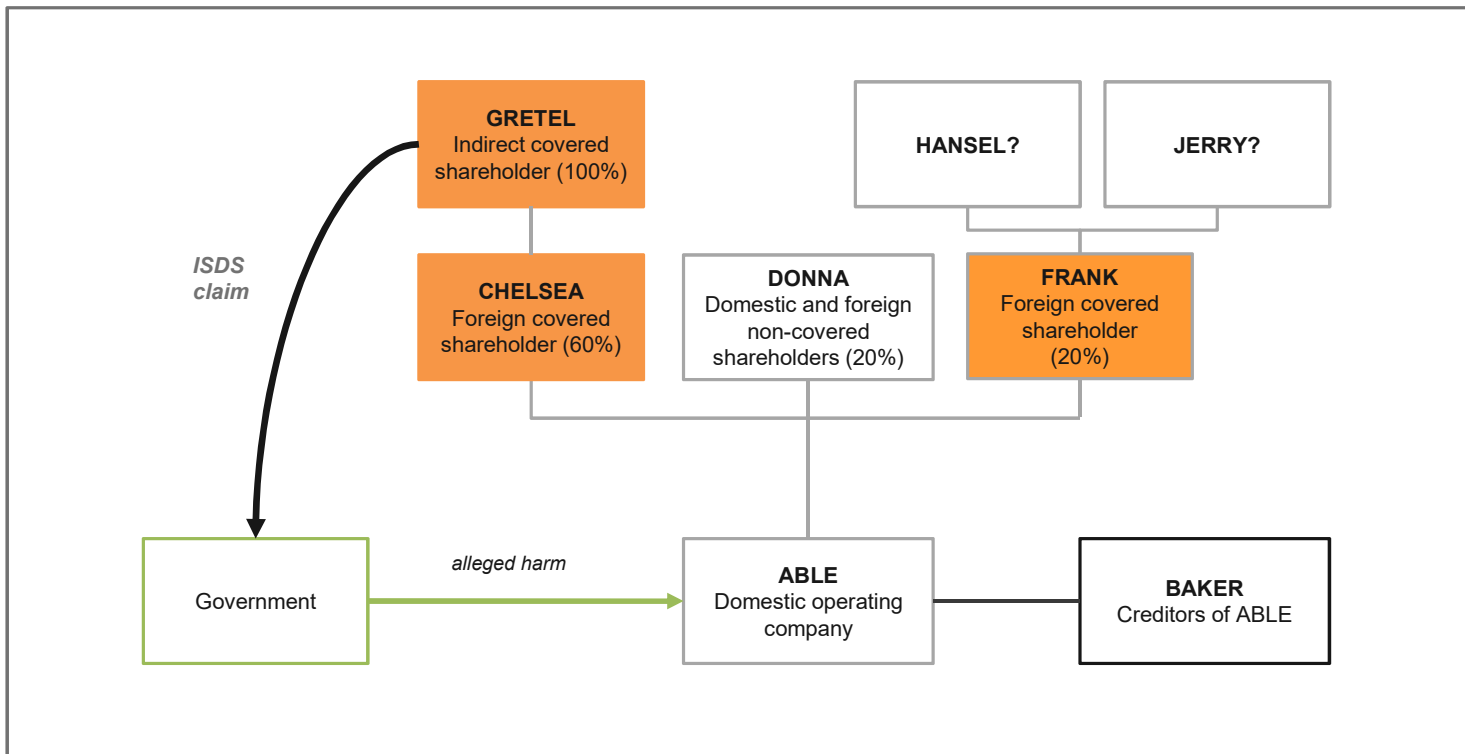 GRETEL
Indirect covered
shareholder (100%)
HANSEL?
JERRY?
ISDS
claim
CHELSEA
Foreign covered
shareholder (60%)
DONNA
Domestic and foreign
non-covered
shareholders (20%)
FRANK
Foreign covered
shareholder
(20%)
Government
alleged harm
ABLE
Domestic operating
company
BAKER
Creditors of ABLE